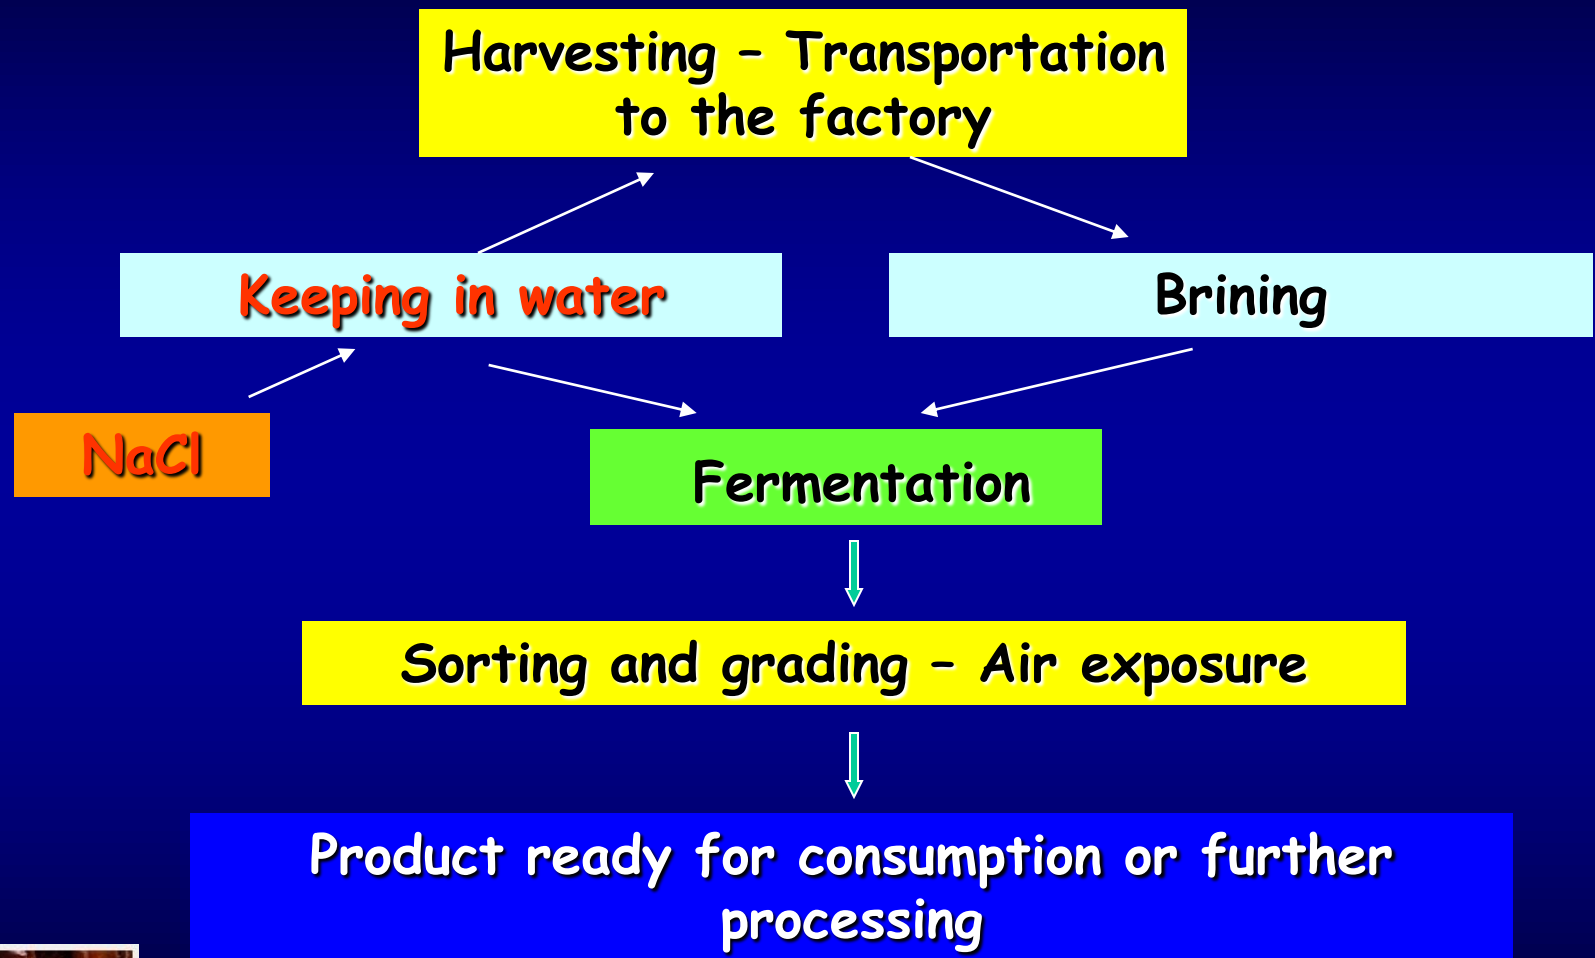 Harvesting – Transportation
to the factory
Keeping in water
Brining
NaCl
Fermentation
Sorting and grading – Air exposure
Product ready for consumption or further
processing